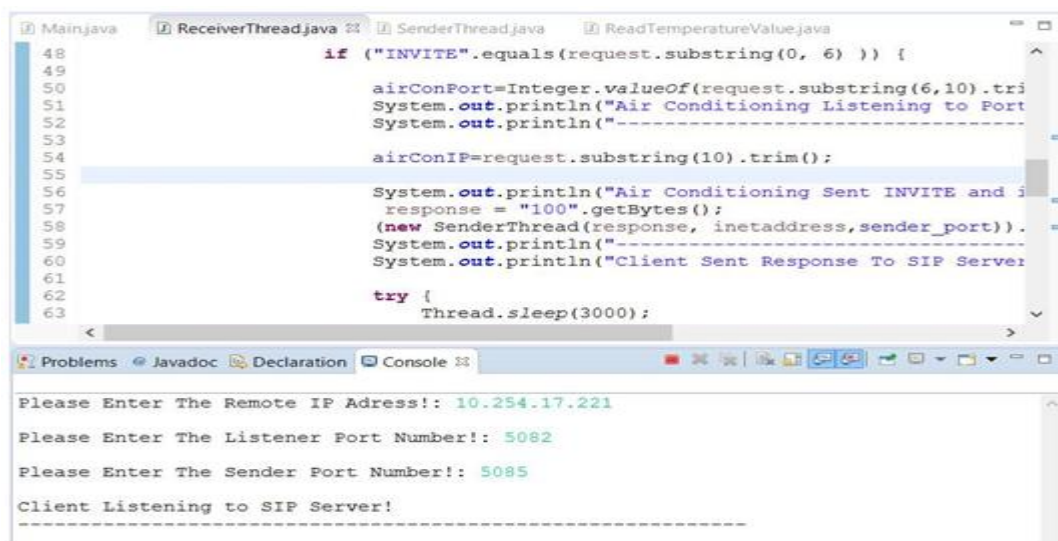 Main.java ReceiverThread.java SenderThread.java ReadTemperatureValue.java
48 if ("INVITE".equals(request.substring(0, 6) )) {
49
50 airConPort=Integer.valueOf(request.substring(6,10).tri
51 System.out.println("Air Conditioning Listening to Port
52 System.out.println("----------------------------------
53
54 airConIP=request.substring(10).trim();
55
56 System.out.println("Air Conditioning Sent INVITE and i
57 response = "100".getBytes();
58 (new SenderThread(response, inetaddress,sender_port)).
59 System.out.println("----------------------------------
60 System.out.println("Client Sent Response To SIP Server
61
62 try {
63 Thread.sleep(3000);
Problems Javadoc Declaration Console
Please Enter The Remote IP Adress!: 10.254.17.221
Please Enter The Listener Port Number!: 5082
Please Enter The Sender Port Number!: 5085
Client Listening to SIP Server!
------------------------------------------------------------